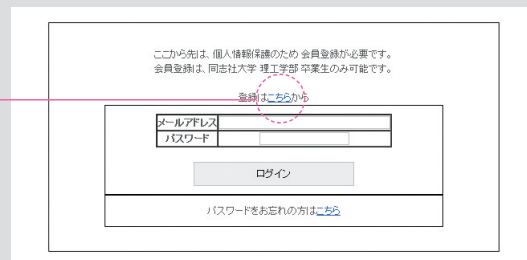 ここから先は、個人情報保護のため 会員登録が必要です。
会員登録は、同志社大学 理工学部 卒業生のみ可能です。
登録はこちらから
メールアドレス
パスワード
ログイン
パスワードをお忘れの方はこちら